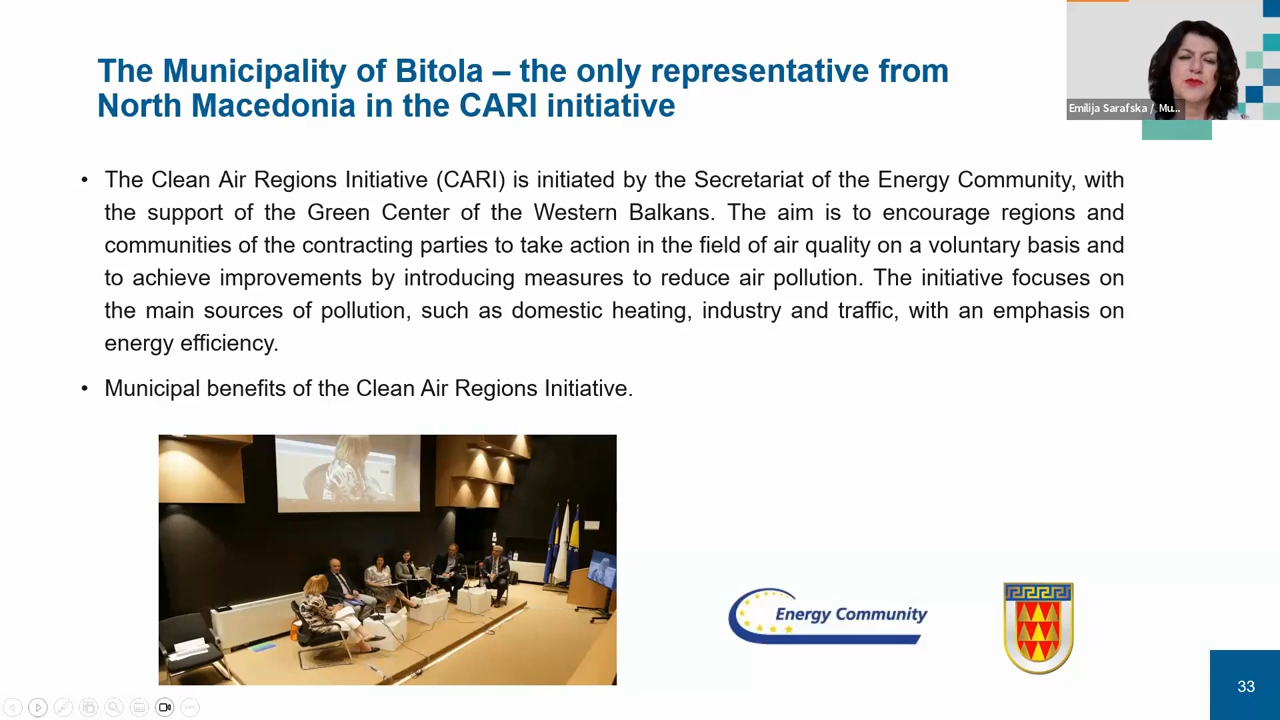 The Municipality of Bitola – the only representative from
North Macedonia in the CARI initiative
Emilija Sarafska / Mu...
• The Clean Air Regions Initiative (CARI) is initiated by the Secretariat of the Energy Community, with
the support of the Green Center of the Western Balkans. The aim is to encourage regions and
communities of the contracting parties to take action in the field of air quality on a voluntary basis and
to achieve improvements by introducing measures to reduce air pollution. The initiative focuses on
the main sources of pollution, such as domestic heating, industry and traffic, with an emphasis on
energy efficiency.
• Municipal benefits of the Clean Air Regions Initiative.
Energy Community
33